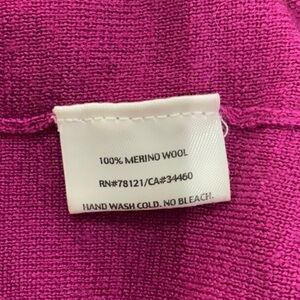 100% MERINO WOOL
RN#78121/CA#34460
HAND WASH COLD. NO BLEACH.